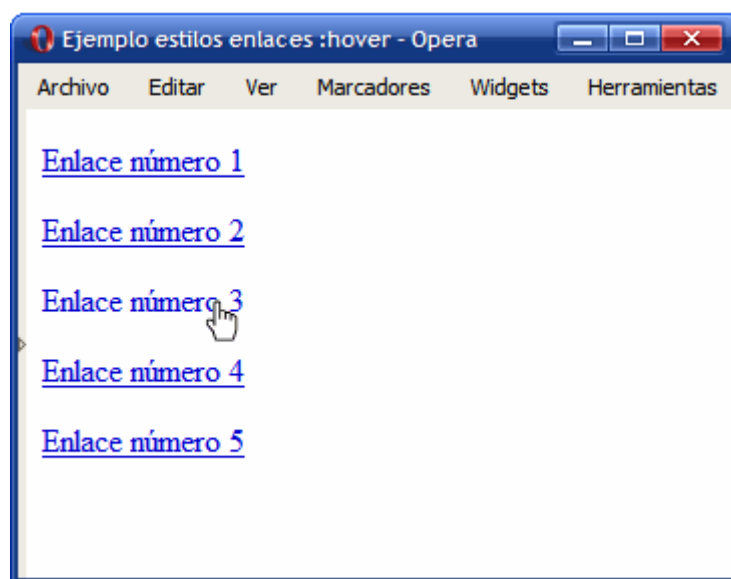 Ejemplo estilos enlaces :hover - Opera
Archivo Editar Ver Marcadores Widgets Herramientas
Enlace número 1
Enlace número 2
Enlace número 3
Enlace número 4
Enlace número 5